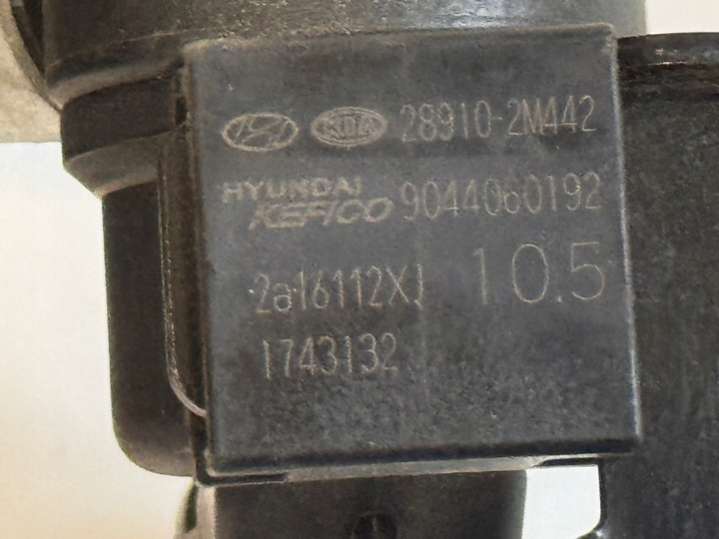 KIA 28910-2M442
HYUNDAI
KEFICO 9044060192
2a16112XJ 10.5
1743132